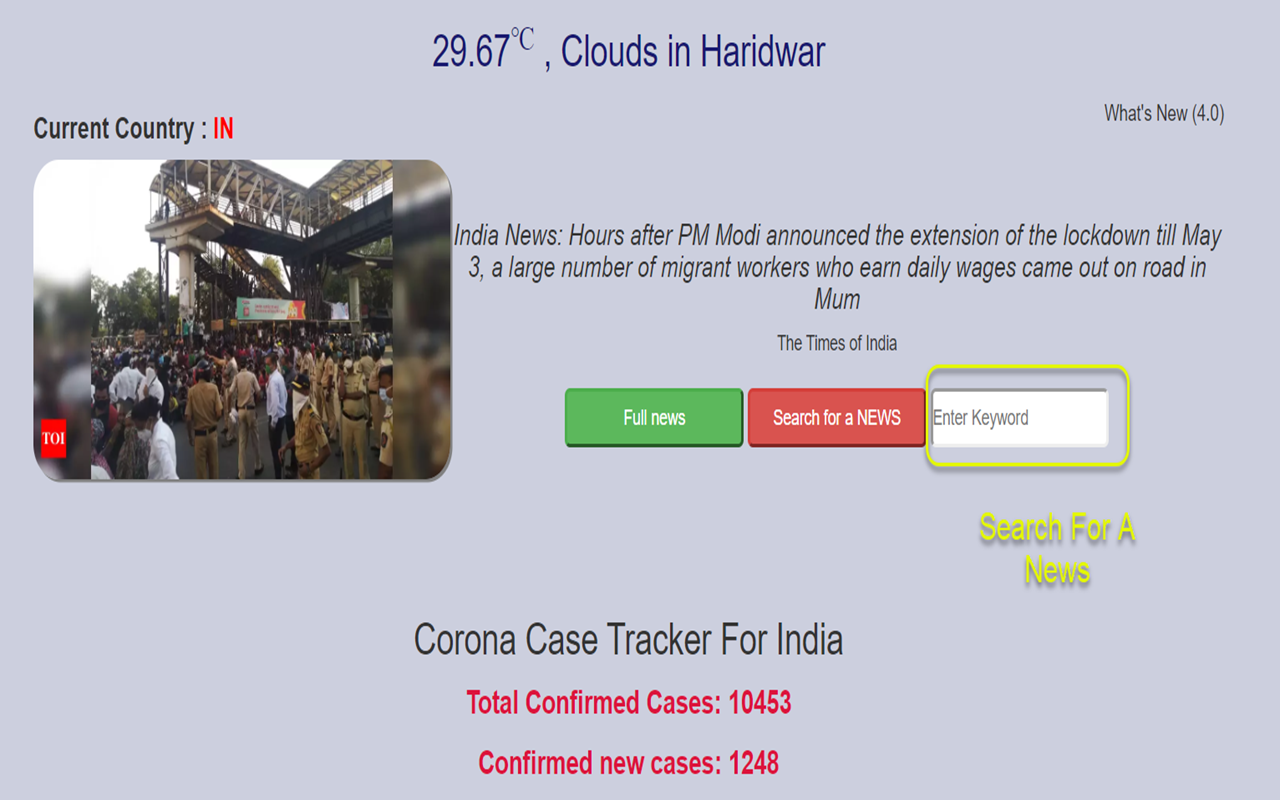 29.67℃ , Clouds in Haridwar
What's New (4.0)
Current Country : IN
India News: Hours after PM Modi announced the extension of the lockdown till May
3, a large number of migrant workers who earn daily wages came out on road in
Mum
The Times of India
TOI
Full news
Search for a NEWS
Enter Keyword
Search For A
News
Corona Case Tracker For India
Total Confirmed Cases: 10453
Confirmed new cases: 1248